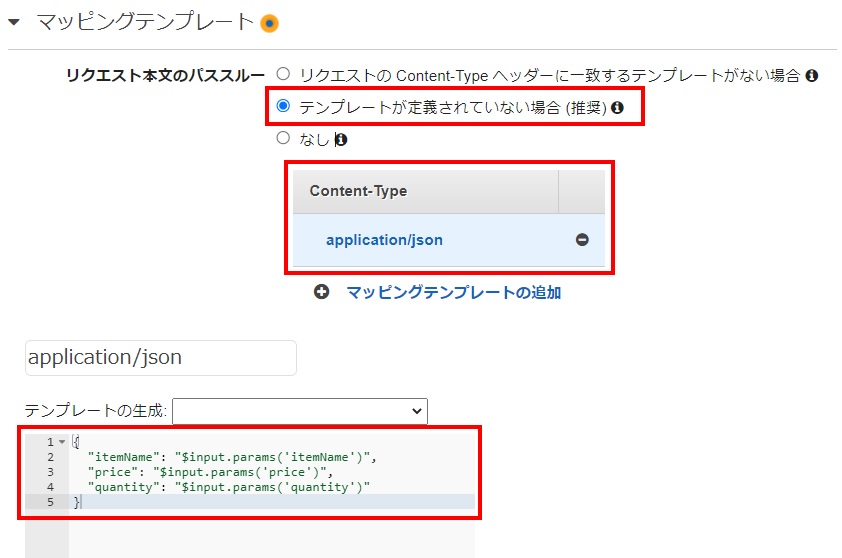 マッピングテンプレート
リクエスト本文のパススルー リクエストの Content-Type ヘッダーに一致するテンプレートがない場合
テンプレートが定義されていない場合 (推奨)
なし
Content-Type
application/json
マッピングテンプレートの追加
application/json
テンプレートの生成:
1 {
2 "itemName": "$input.params('itemName')",
3 "price": "$input.params('price')",
4 "quantity": "$input.params('quantity')"
5 }